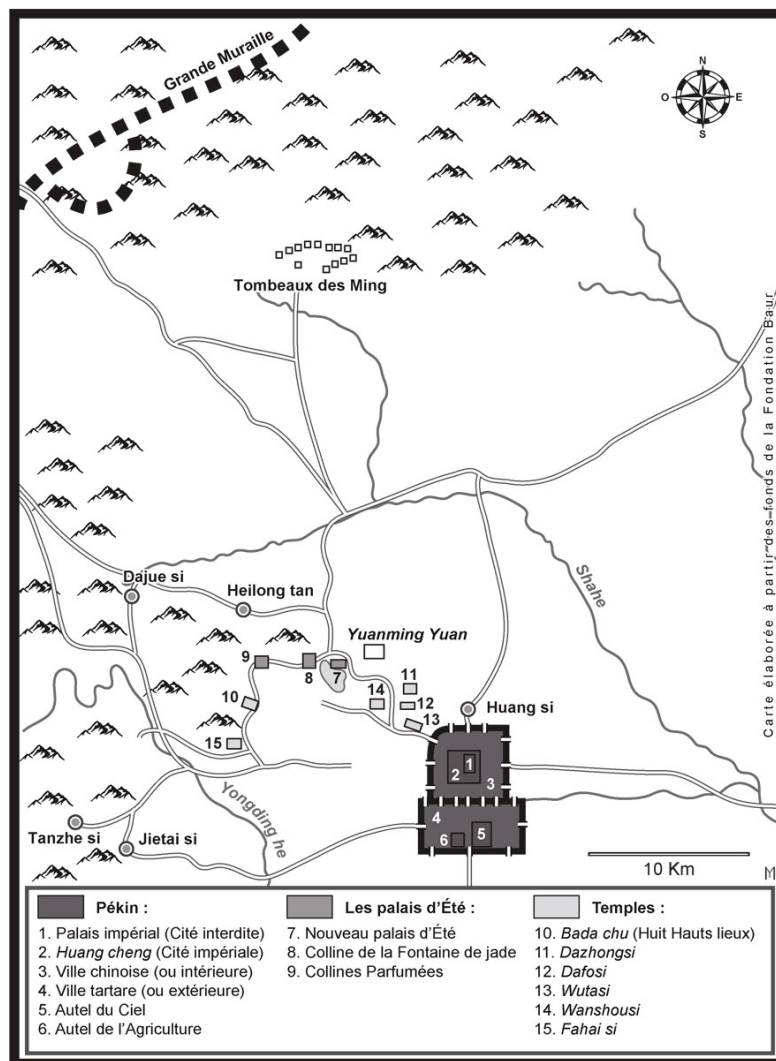 Grande Muraille
N
O
E
S
Tombeaux des Ming
Carte élaborée à partir des fonds de la Fondation Baur
Shahe
Dajue si
Heilong tan
Yuanming Yuan
9
8
7
11
10
14
12
13
Huang si
15
1
2
3
Yongding he
4
Tanzhe si
Jietai si
6
5
10 Km
M
Pékin :
1. Palais impérial (Cité interdite)
2. Huang cheng (Cité impériale)
3. Ville chinoise (ou intérieure)
4. Ville tartare (ou extérieure)
5. Autel du Ciel
6. Autel de l'Agriculture
Les palais d'Été :
7. Nouveau palais d'Été
8. Colline de la Fontaine de jade
9. Collines Parfumées
Temples :
10. Bada chu (Huit Hauts lieux)
11. Dazhongsi
12. Dafosi
13. Wutasi
14. Wanshousi
15. Fahai si